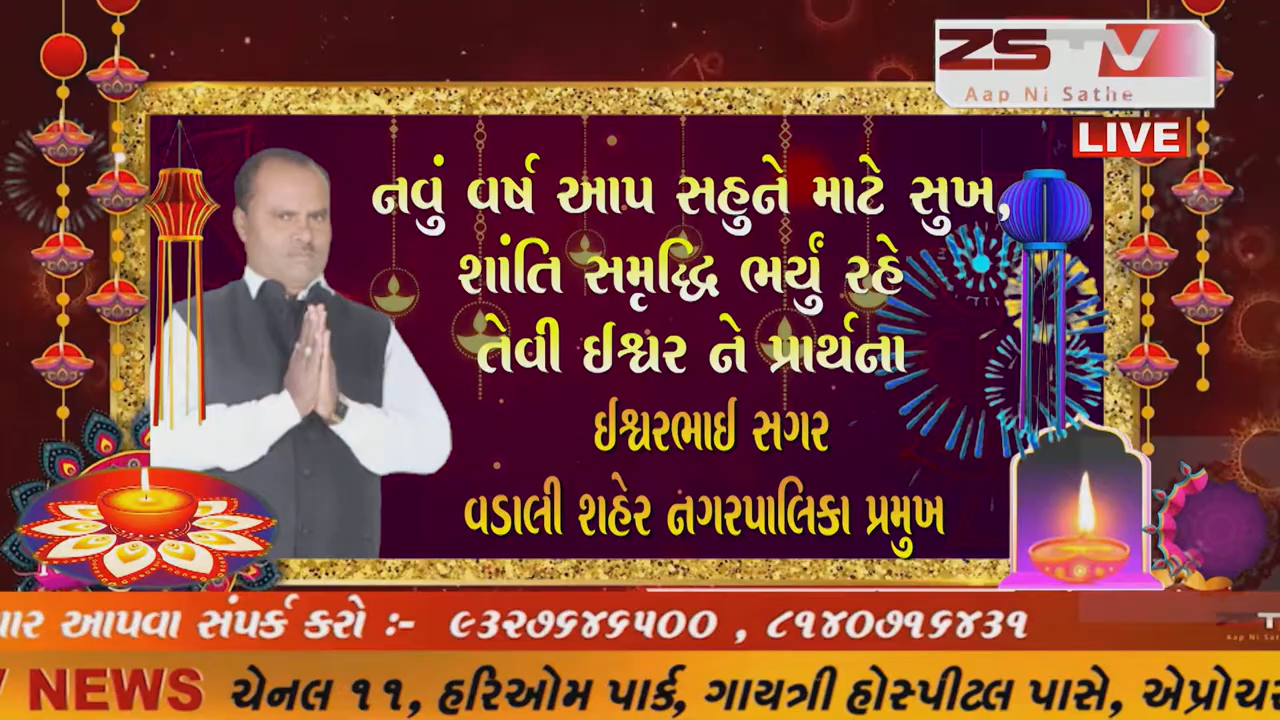 ZSTV
Aap Ni Sathe
LIVE
નવું વર્ષ આપ સહુને માટે સુખ,
શાંતિ સમૃદ્ધિ ભર્યું રહે
તેવી ઈશ્વર ને પ્રાર્થના
ઈશ્વરભાઈ સગર
વડાલી શહેર નગરપાલિકા પ્રમુખ
આપવા સંપર્ક કરો :- ૯૩૨૭૬૪૬૫૦૦ , ૮૧૪૦૭૧૬૪૩૧
NEWS ચેનલ ૧૧, હરિઓમ પાર્ક, ગાયત્રી હોસ્પીટલ પાસે,